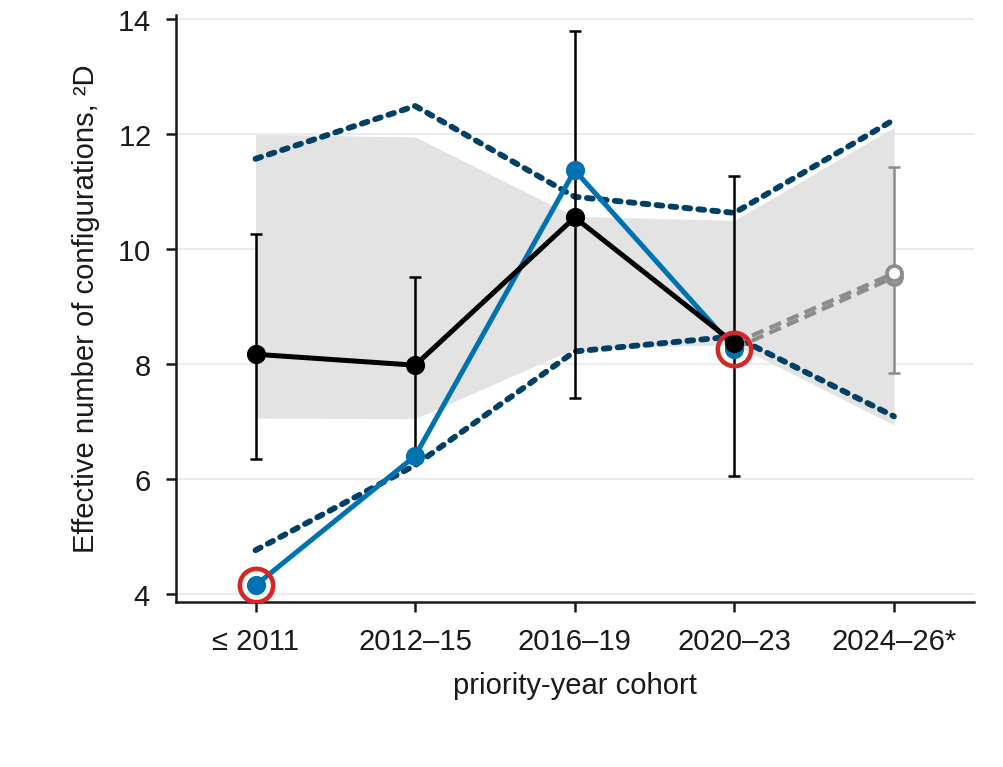 Effective number of configurations, ²D
14
12
10
8
6
4
≤ 2011 2012–15 2016–19 2020–23 2024–26*
priority-year cohort